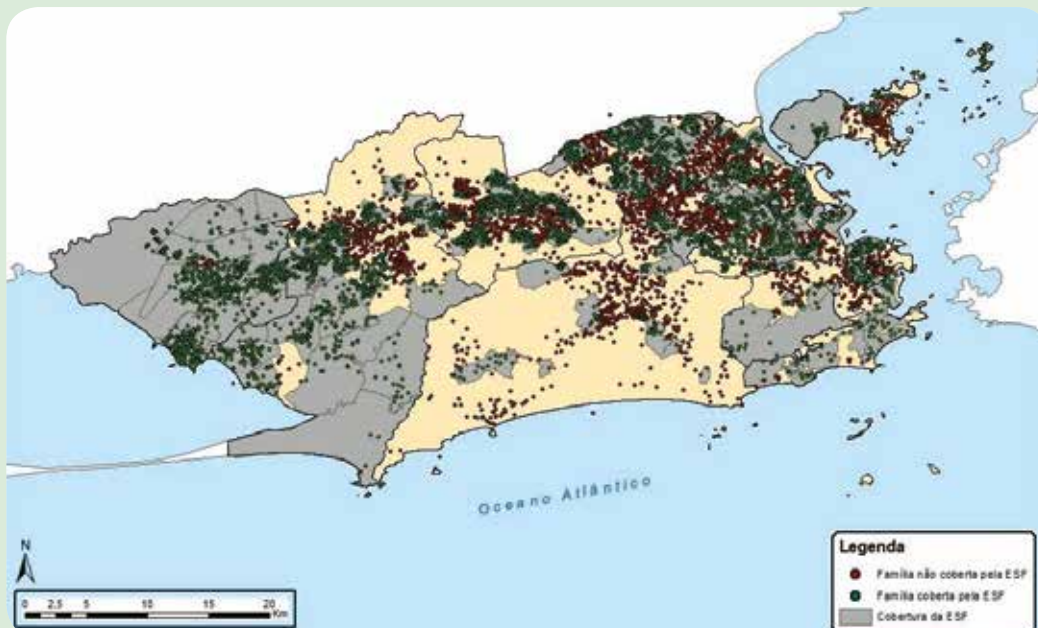 Oceano Atlântico
N
0 2,5 5 10 15 20
Km
Legenda
Família não coberta pela ESF
Família coberta pela ESF
Cobertura da ESF